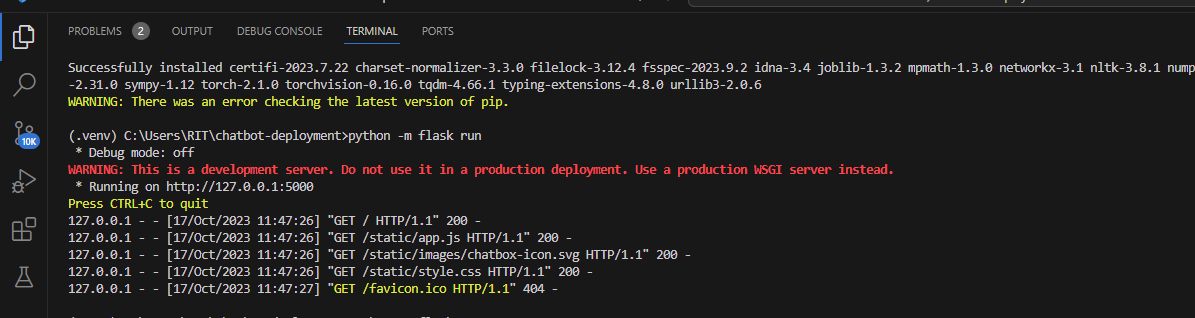 PROBLEMS 2 OUTPUT DEBUG CONSOLE TERMINAL PORTS
Successfully installed certifi-2023.7.22 charset-normalizer-3.3.0 filelock-3.12.4 fsspec-2023.9.2 idna-3.4 joblib-1.3.2 mpmath-1.3.0 networkx-3.1 nltk-3.8.1 nump
-2.31.0 sympy-1.12 torch-2.1.0 torchvision-0.16.0 tqdm-4.66.1 typing-extensions-4.8.0 urllib3-2.0.6
WARNING: There was an error checking the latest version of pip.
(.venv) C:\Users\RIT\chatbot-deployment>python -m flask run
* Debug mode: off
WARNING: This is a development server. Do not use it in a production deployment. Use a production WSGI server instead.
* Running on http://127.0.0.1:5000
Press CTRL+C to quit
127.0.0.1 - - [17/Oct/2023 11:47:26] "GET / HTTP/1.1" 200 -
127.0.0.1 - - [17/Oct/2023 11:47:26] "GET /static/app.js HTTP/1.1" 200 -
127.0.0.1 - - [17/Oct/2023 11:47:26] "GET /static/images/chatbox-icon.svg HTTP/1.1" 200 -
127.0.0.1 - - [17/Oct/2023 11:47:26] "GET /static/style.css HTTP/1.1" 200 -
127.0.0.1 - - [17/Oct/2023 11:47:27] "GET /favicon.ico HTTP/1.1" 404 -
10K